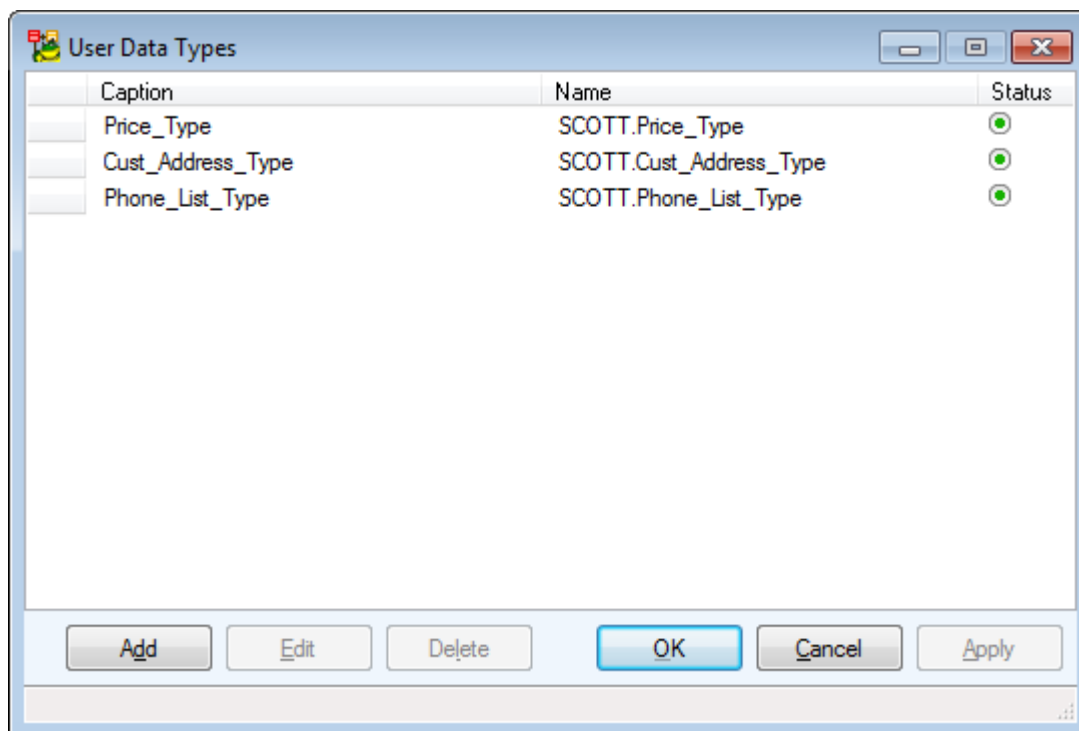 User Data Types
Caption Name Status
Price_Type SCOTT.Price_Type
Cust_Address_Type SCOTT.Cust_Address_Type
Phone_List_Type SCOTT.Phone_List_Type
Add Edit Delete OK Cancel Apply